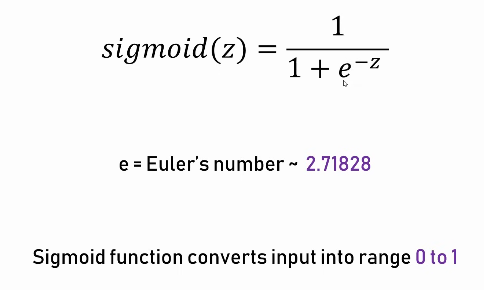 sigmoid(z) = 1 / (1 + e^{-z})
e = Euler's number ~ 2.71828
Sigmoid function converts input into range 0 to 1